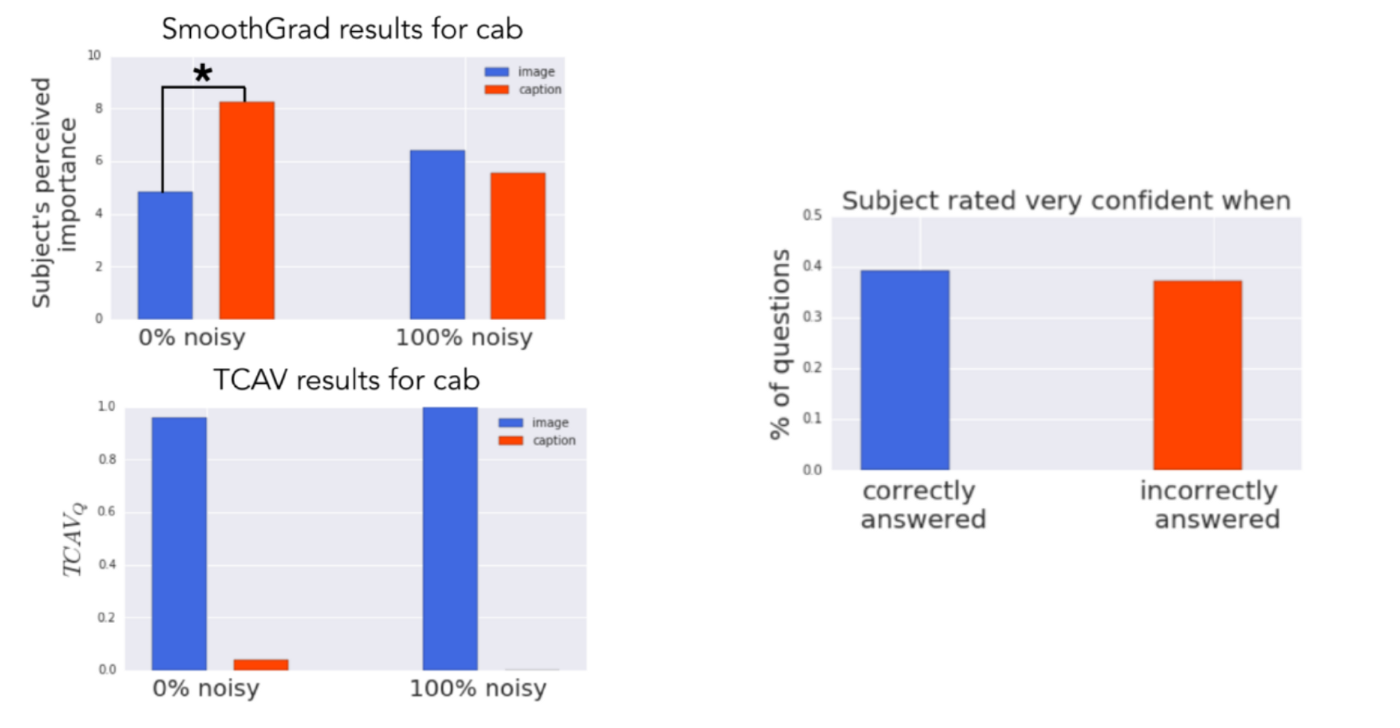 SmoothGrad results for cab
10
8
6
4
2
0
Subject's perceived
importance
*
image
caption
0% noisy
100% noisy
TCAV results for cab
1.0
0.8
0.6
0.4
0.2
0.0
TCAV_Q
image
caption
0% noisy
100% noisy
Subject rated very confident when
0.5
0.4
0.3
0.2
0.1
0.0
% of questions
correctly
answered
incorrectly
answered